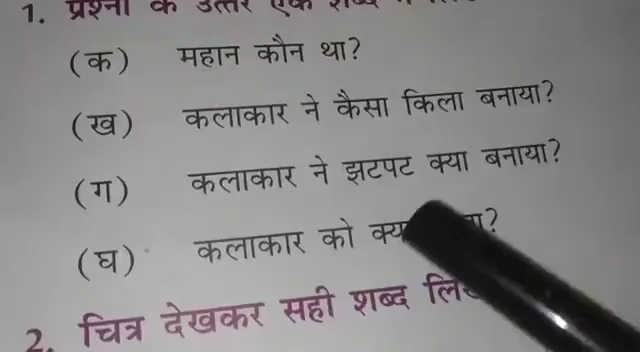 1. प्रश्नों के उत्तर एक शब्द में
(क) महान कौन था?
(ख) कलाकार ने कैसा किला बनाया?
(ग) कलाकार ने झटपट क्या बनाया?
(घ) कलाकार को
2. चित्र देखकर सही शब्द